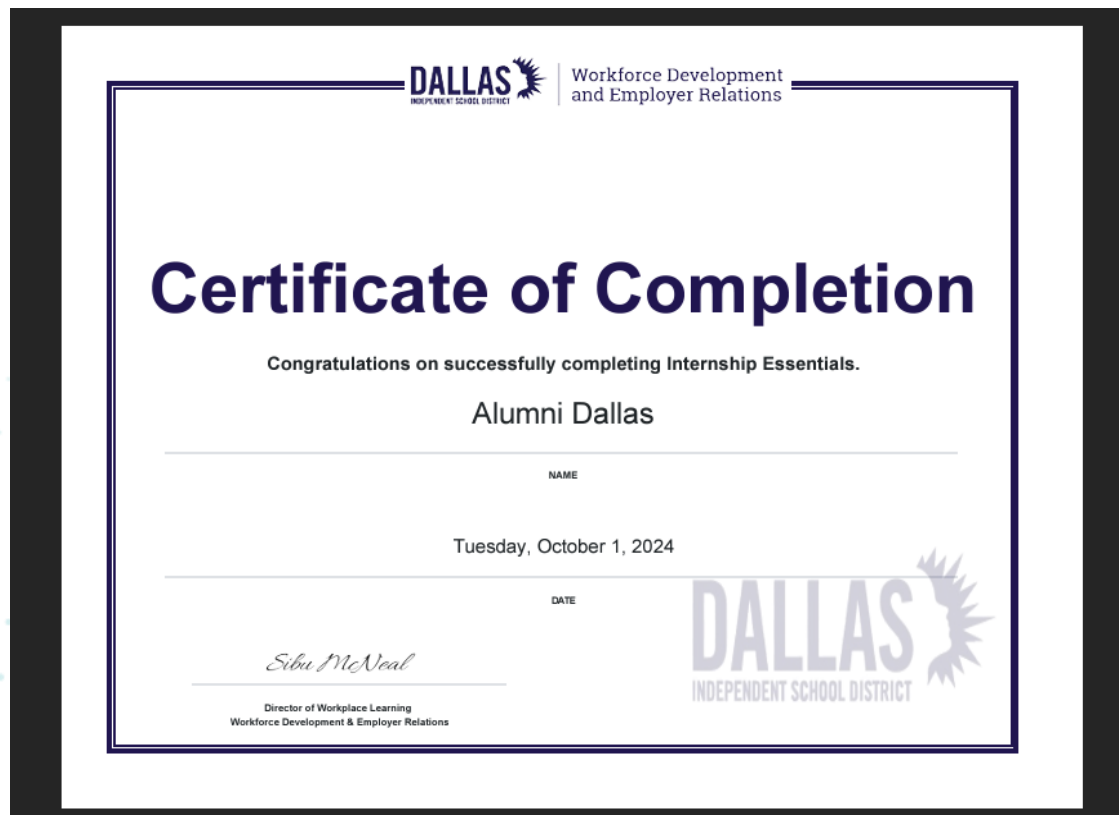 DALLAS
INDEPENDENT SCHOOL DISTRICT
Workforce Development
and Employer Relations
Certificate of Completion
Congratulations on successfully completing Internship Essentials.
Alumni Dallas
NAME
Tuesday, October 1, 2024
DATE
Sibu McNeal
Director of Workplace Learning
Workforce Development & Employer Relations
DALLAS
INDEPENDENT SCHOOL DISTRICT